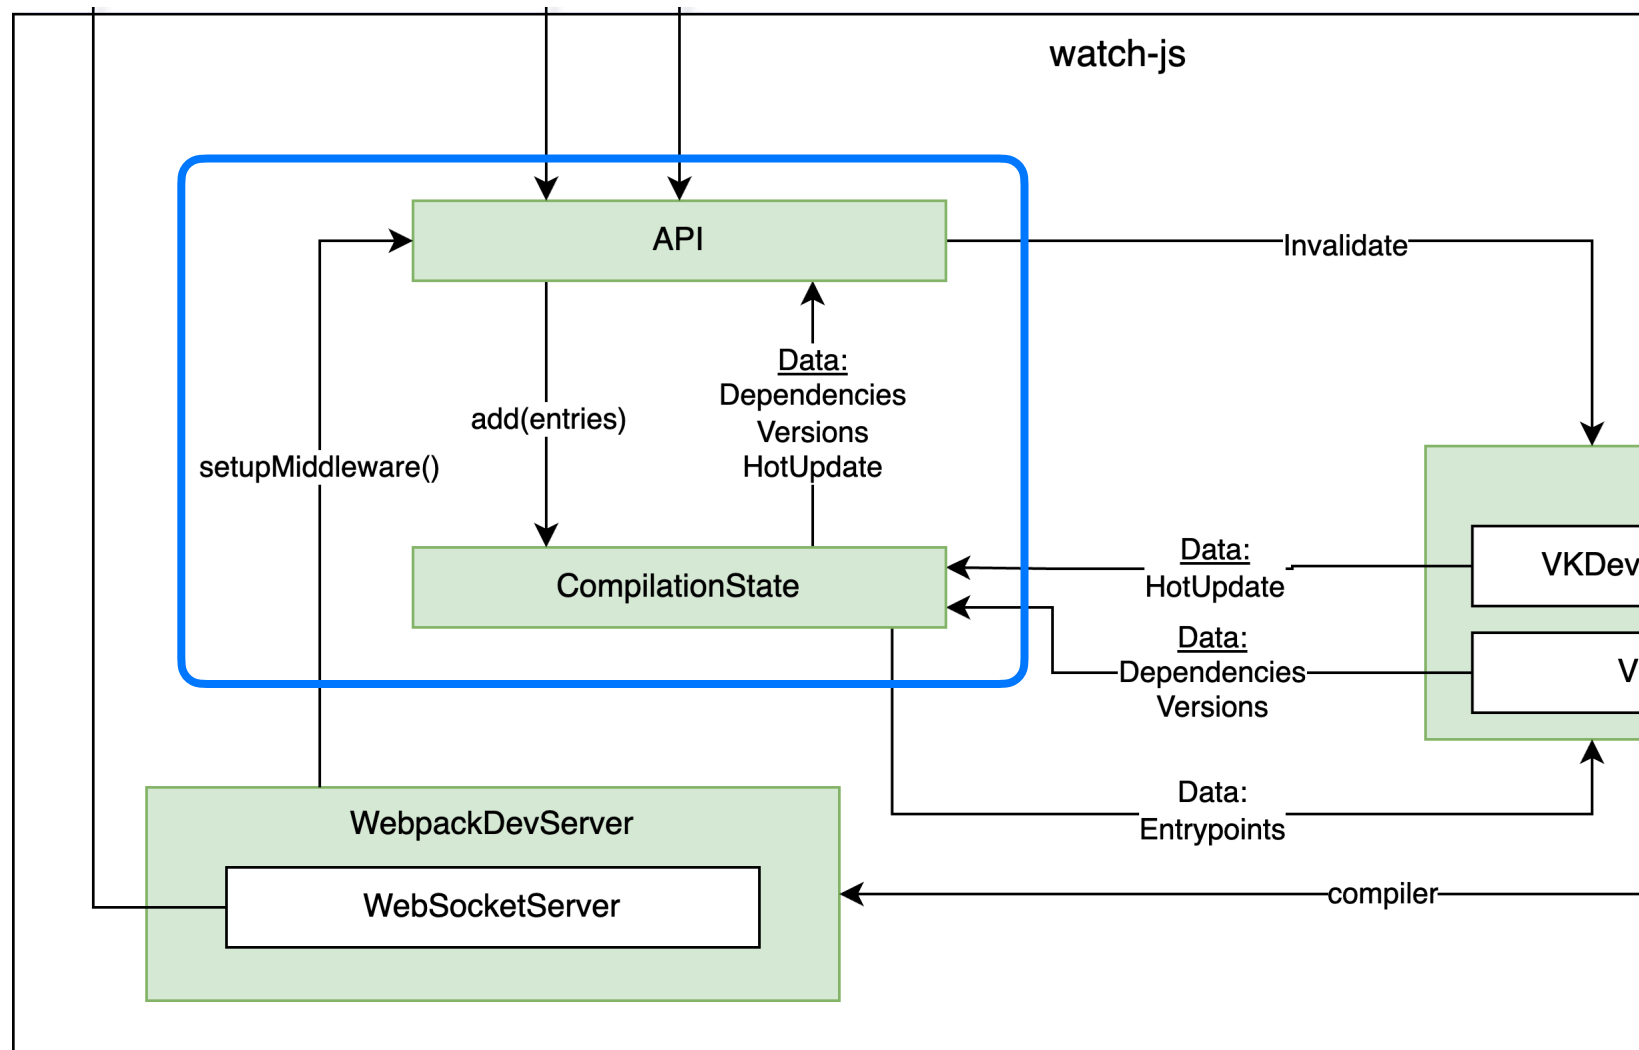 watch-js
API
Invalidate
Data:
Dependencies
Versions
HotUpdate
add(entries)
setupMiddleware()
CompilationState
Data:
HotUpdate
VKDev
Data:
Dependencies
Versions
V
Data:
Entrypoints
WebpackDevServer
WebSocketServer
compiler